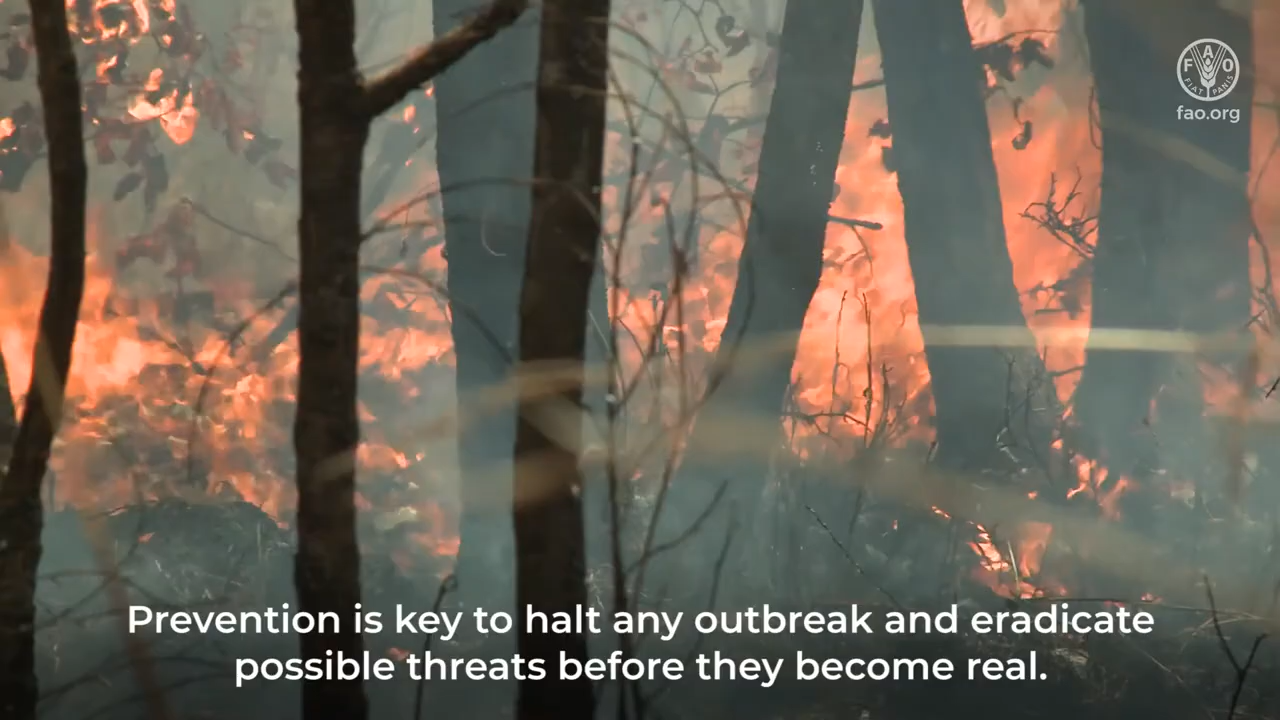 F A O
FIAT PANIS
fao.org
Prevention is key to halt any outbreak and eradicate
possible threats before they become real.